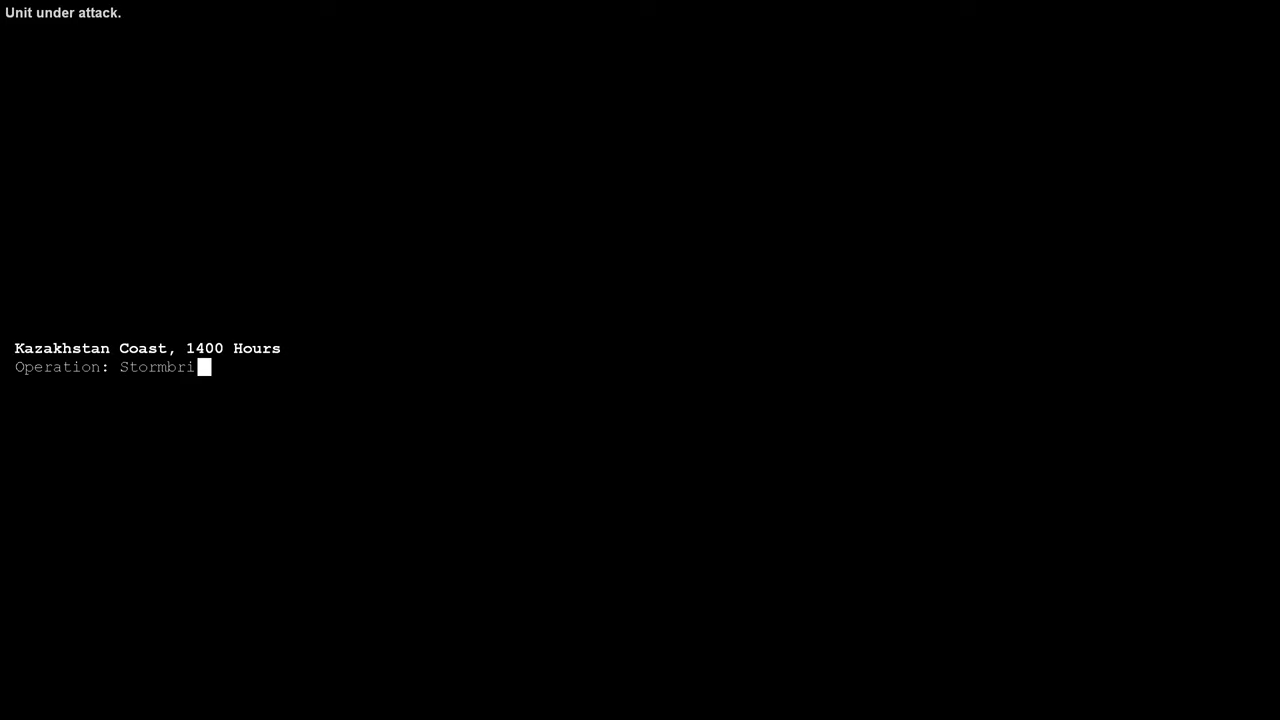 Unit under attack.
Kazakhstan Coast, 1400 Hours
Operation: Stormbri